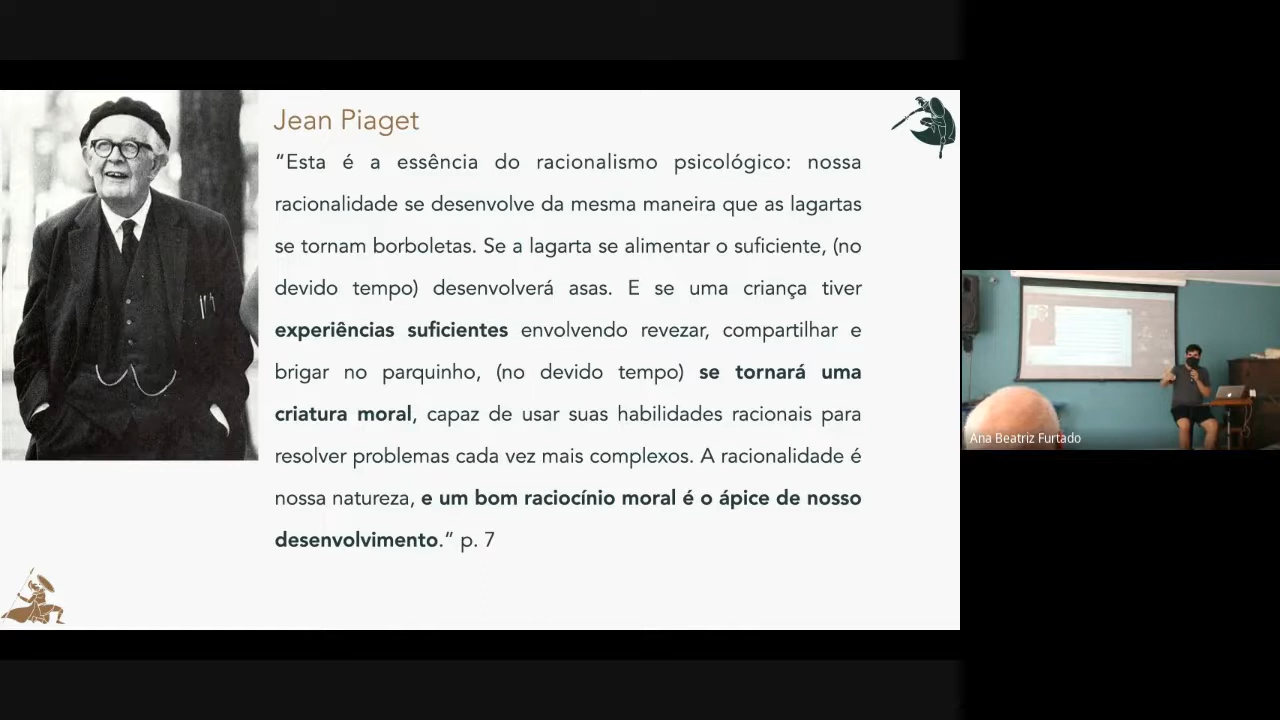 Jean Piaget
“Esta é a essência do racionalismo psicológico: nossa
racionalidade se desenvolve da mesma maneira que as lagartas
se tornam borboletas. Se a lagarta se alimentar o suficiente, (no
devido tempo) desenvolverá asas. E se uma criança tiver
experiências suficientes envolvendo revezar, compartilhar e
brigar no parquinho, (no devido tempo) se tornará uma
criatura moral, capaz de usar suas habilidades racionais para
resolver problemas cada vez mais complexos. A racionalidade é
nossa natureza, e um bom raciocínio moral é o ápice de nosso
desenvolvimento.” p. 7
Ana Beatriz Furtado